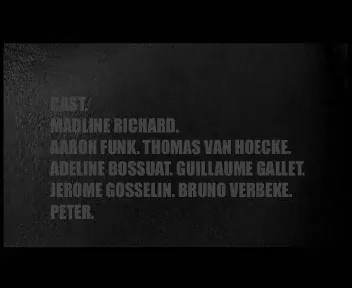 CAST.
MADLINE RICHARD.
AARON FUNK. THOMAS VAN HOECKE.
ADELINE BOSSUAT. GUILLAUME GALLET.
JEROME GOSSELIN. BRUNO VERBEKE.
PETER.